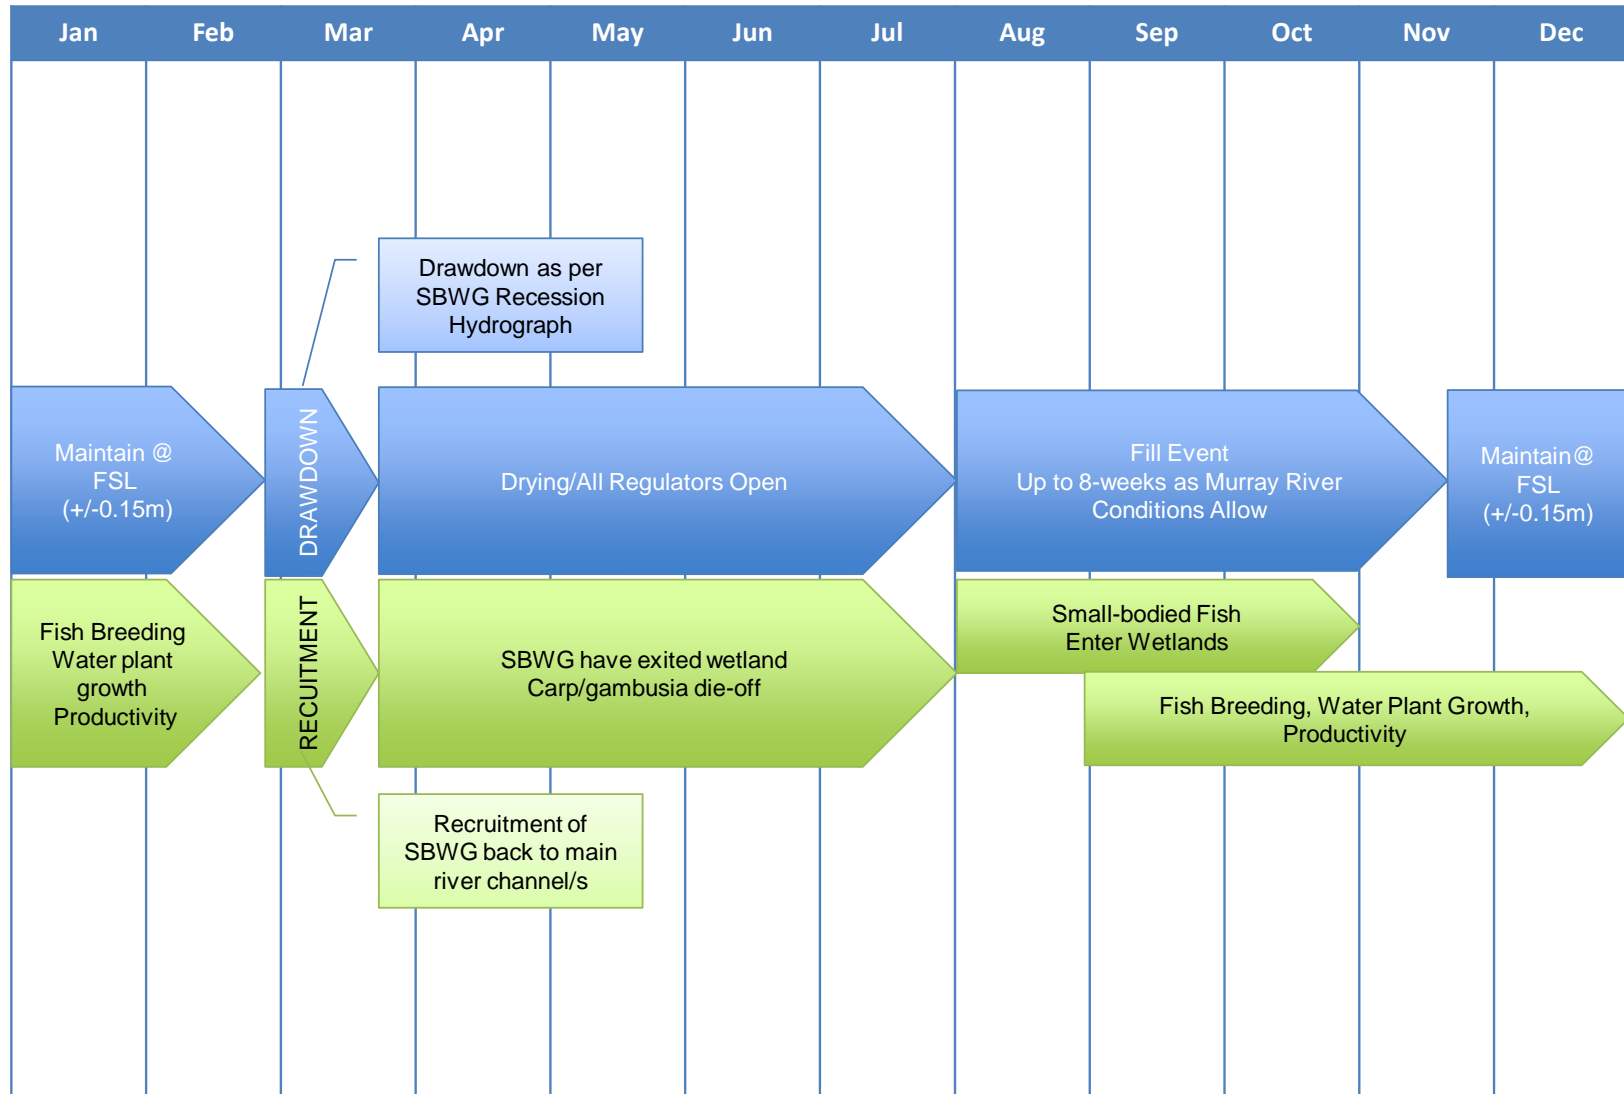 Jan Feb Mar Apr May Jun Jul Aug Sep Oct Nov Dec
Drawdown as per
SBWG Recession
Hydrograph
Maintain @
FSL
(+/-0.15m)
DRAWDOWN
Drying/All Regulators Open
Fill Event
Up to 8-weeks as Murray River
Conditions Allow
Maintain@
FSL
(+/-0.15m)
Fish Breeding
Water plant
growth
Productivity
RECUITMENT
SBWG have exited wetland
Carp/gambusia die-off
Small-bodied Fish
Enter Wetlands
Fish Breeding, Water Plant Growth,
Productivity
Recruitment of
SBWG back to main
river channel/s